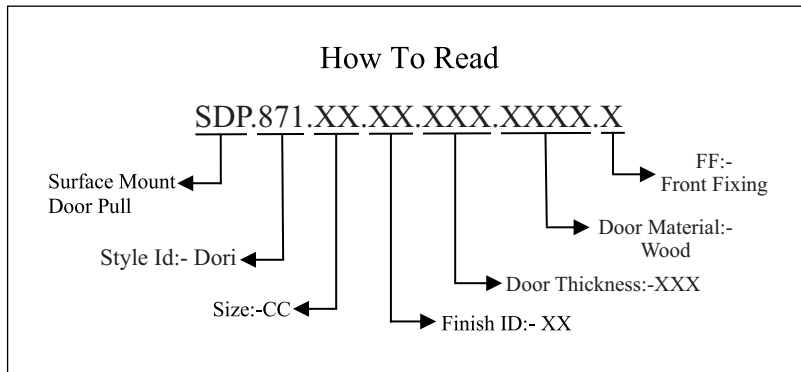 How To Read
SDP.871.XX.XX.XXX.XXXX.X
Surface Mount
Door Pull
FF:-
Front Fixing
Door Material:-
Wood
Style Id:- Dori
Door Thickness:-XXX
Size:-CC
Finish ID:- XX